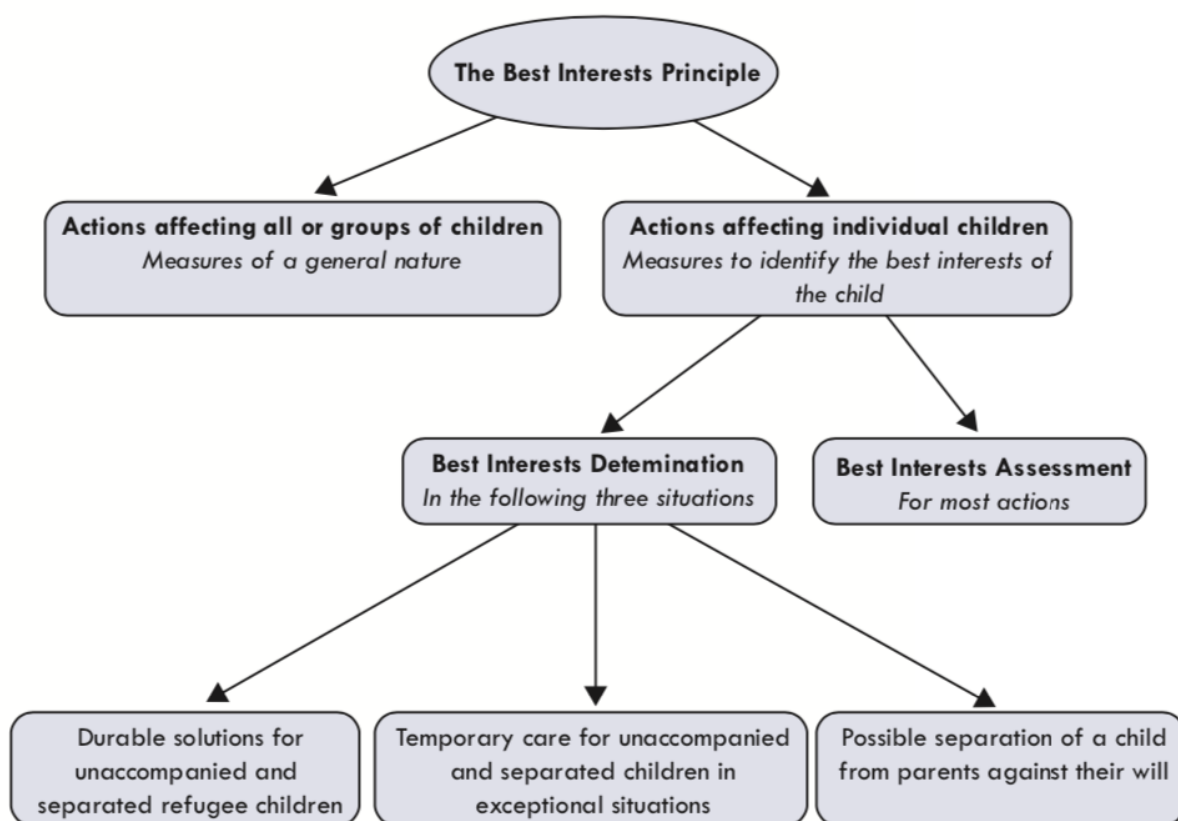 The Best Interests Principle
Actions affecting all or groups of children
Measures of a general nature
Actions affecting individual children
Measures to identify the best interests of
the child
Best Interests Detemination
In the following three situations
Best Interests Assessment
For most actions
Durable solutions for
unaccompanied and
separated refugee children
Temporary care for unaccompanied
and separated children in
exceptional situations
Possible separation of a child
from parents against their will